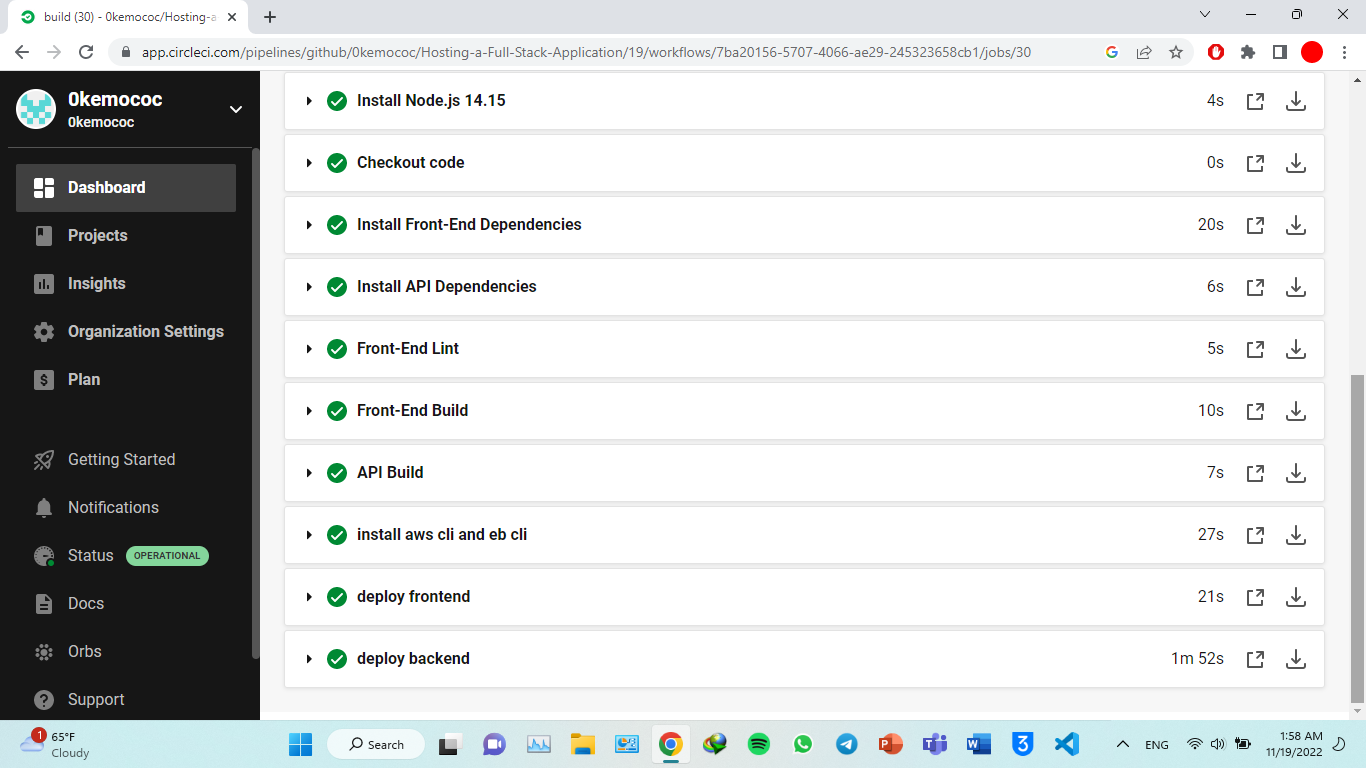 build (30) - 0kemococ/Hosting-a
app.circleci.com/pipelines/github/0kemococ/Hosting-a-Full-Stack-Application/19/workflows/7ba20156-5707-4066-ae29-245323658cb1/jobs/30
0kemococ
0kemococ
Dashboard
Projects
Insights
Organization Settings
Plan
Getting Started
Notifications
Status OPERATIONAL
Docs
Orbs
Support
Install Node.js 14.15 4s
Checkout code 0s
Install Front-End Dependencies 20s
Install API Dependencies 6s
Front-End Lint 5s
Front-End Build 10s
API Build 7s
install aws cli and eb cli 27s
deploy frontend 21s
deploy backend 1m 52s
1
65°F
Cloudy
Search
ENG
1:58 AM
11/19/2022